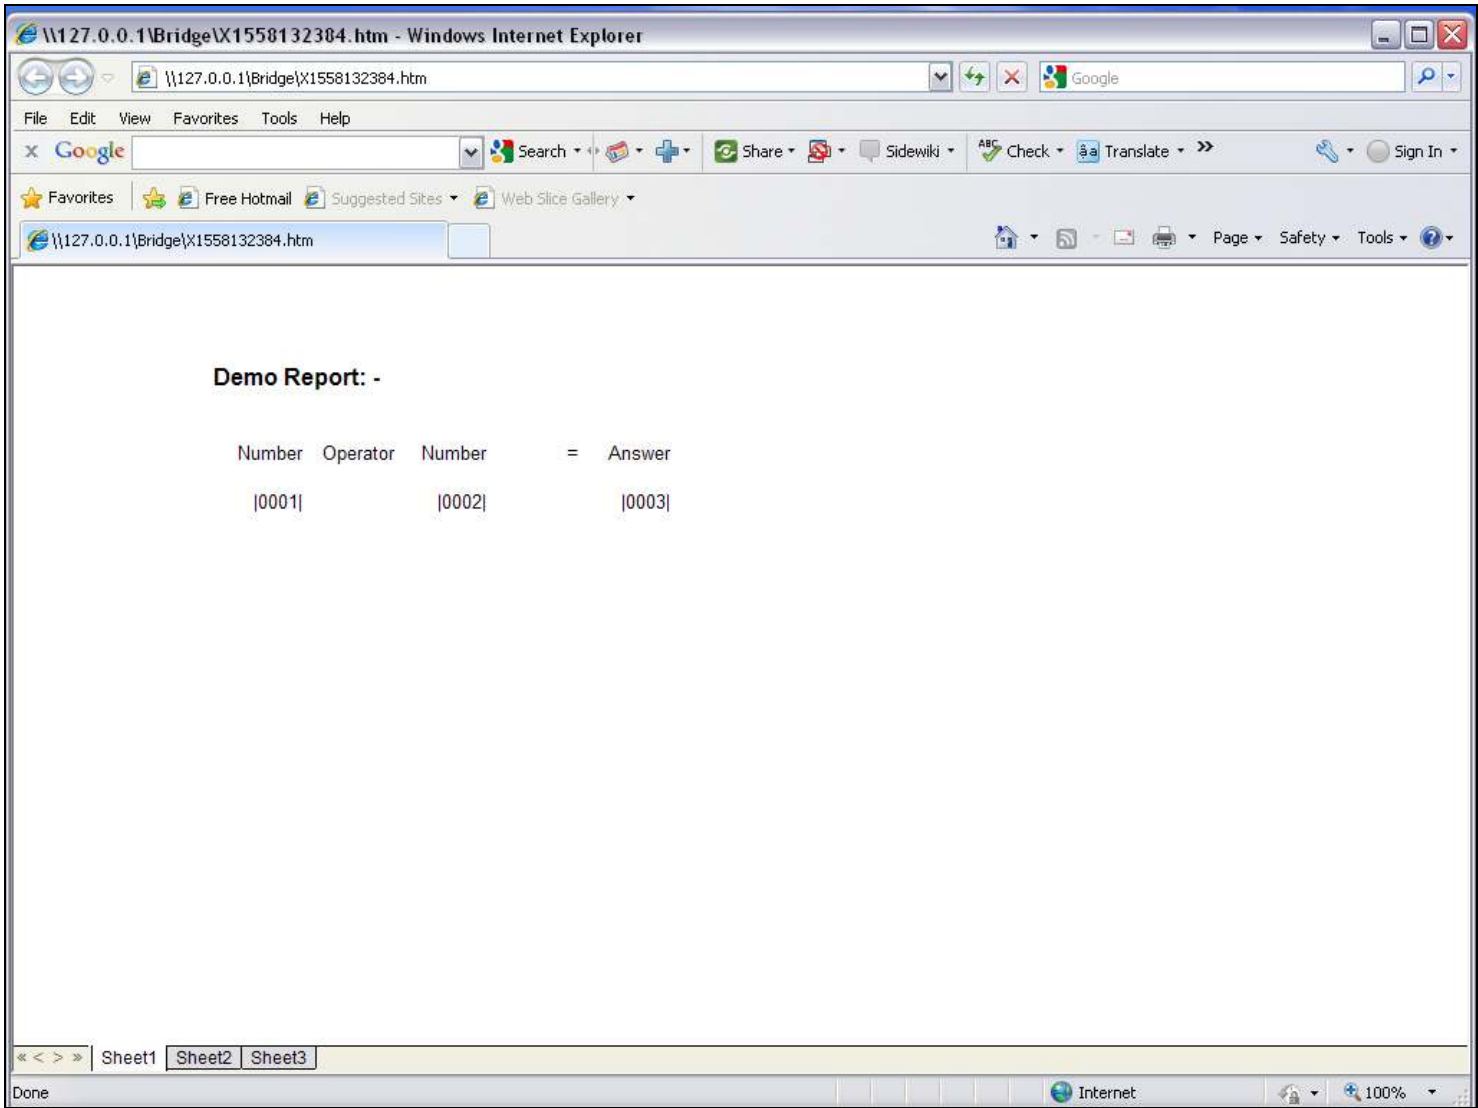 \\127.0.0.1\Bridge\X1558132384.htm - Windows Internet Explorer
\\127.0.0.1\Bridge\X1558132384.htm Google
File Edit View Favorites Tools Help
x Google Search Share Sidewiki ABC Check âa Translate » Sign In
Favorites Free Hotmail Suggested Sites Web Slice Gallery
\\127.0.0.1\Bridge\X1558132384.htm Page Safety Tools
Demo Report: -
Number Operator Number = Answer
|0001| |0002| |0003|
« < > » Sheet1 Sheet2 Sheet3
Done Internet 100%